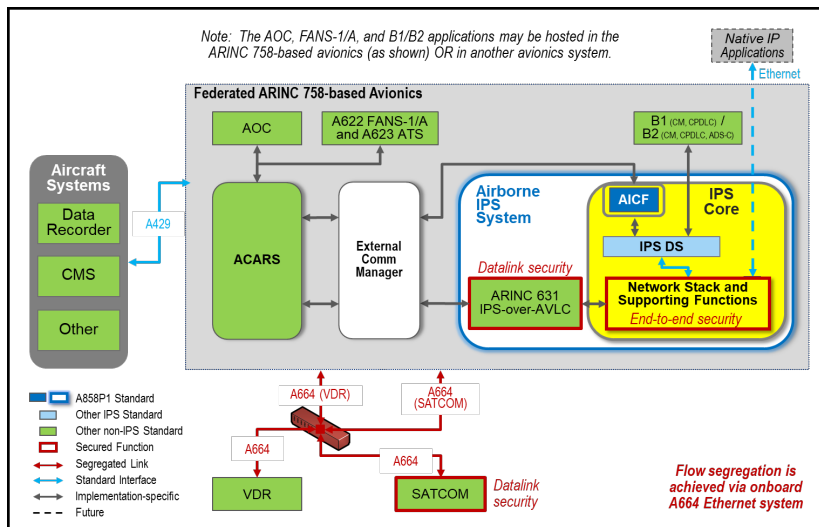 Note: The AOC, FANS-1/A, and B1/B2 applications may be hosted in the
ARINC 758-based avionics (as shown) OR in another avionics system.
Native IP
Applications
Ethernet
Federated ARINC 758-based Avionics
AOC
A622 FANS-1/A
and A623 ATS
B1 (CM, CPDLC) /
B2 (CM, CPDLC, ADS-C)
Aircraft
Systems
Data
Recorder
CMS
Other
A429
ACARS
External
Comm
Manager
Airborne
IPS
System
AICF
IPS
Core
IPS DS
Datalink security
ARINC 631
IPS-over-AVLC
Network Stack and
Supporting Functions
End-to-end security
A664 (VDR)
A664
(SATCOM)
A664
A664
VDR
SATCOM
Datalink
security
A858P1 Standard
Other IPS Standard
Other non-IPS Standard
Secured Function
Segregated Link
Standard Interface
Implementation-specific
Future
Flow segregation is
achieved via onboard
A664 Ethernet system